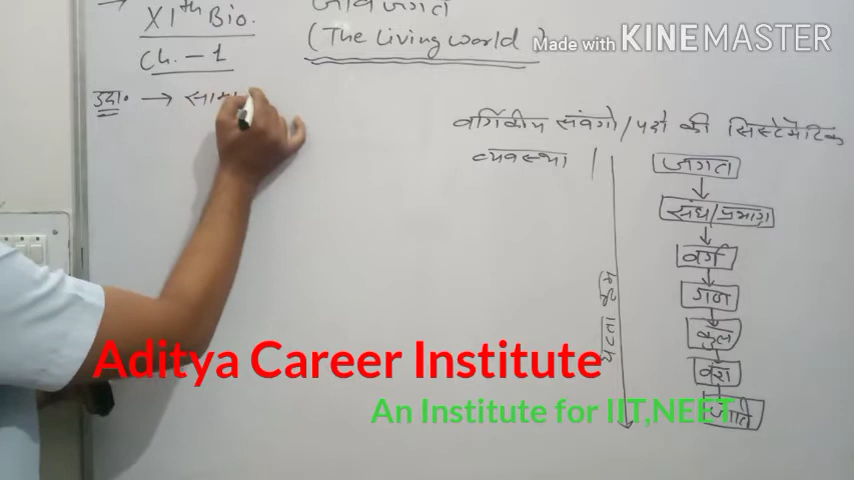 → XIth Bio.
Ch. – 1
जीव जगत
(The Living World)
Made with KINEMASTER
उदा० → सामा
वर्गिकीय संवर्गो/पदो की सिस्टेमैटिक
व्यवस्था
जगत
संघ/प्रभाग
वर्ग
गण
कुल
वंश
जाति
घटता क्रम
Aditya Career Institute
An Institute for IIT,NEET